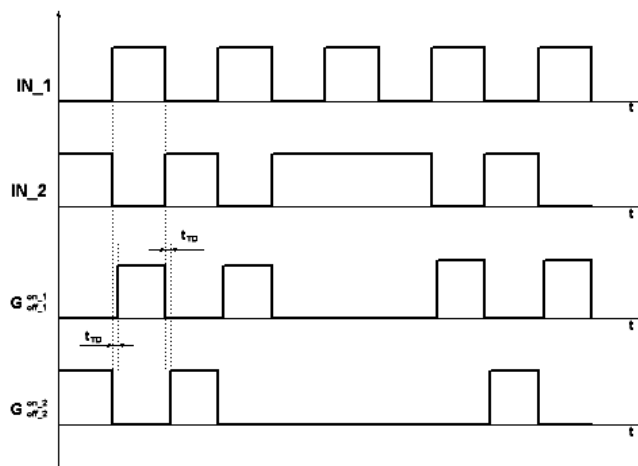 IN_1
t
IN_2
t
t_TD
G on_1 off_1
t
t_TD
G on_2 off_2
t